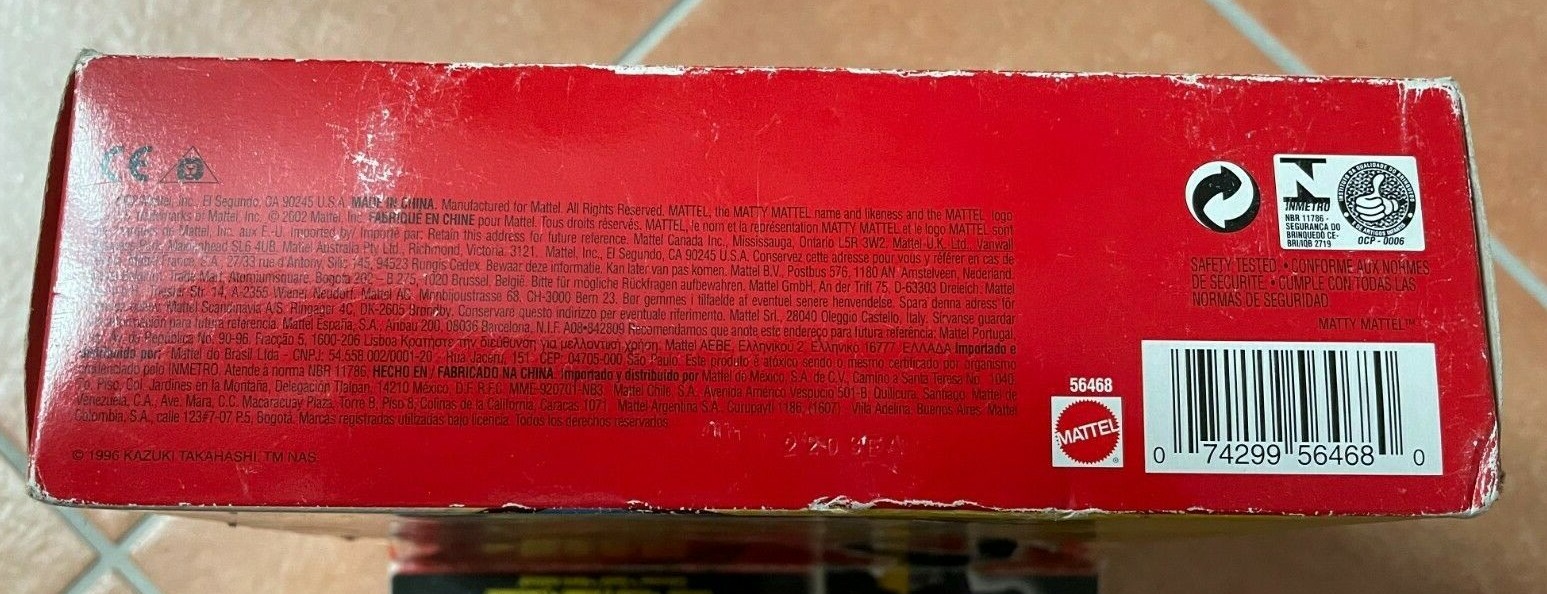 CE
Mattel, Inc., El Segundo, CA 90245 U.S.A. MADE IN CHINA. Manufactured for Mattel. All Rights Reserved. MATTEL, the MATTY MATTEL name and likeness and the MATTEL logo
Trademarks of Mattel, Inc. © 2002 Mattel, Inc. FABRIQUÉ EN CHINE pour Mattel. Tous droits réservés. MATTEL, le nom et la représentation MATTY MATTEL et le logo MATTEL sont
Mattel, Inc. aux É.-U. Imported by/ Importé par: Retain this address for future reference. Mattel Canada Inc., Mississauga, Ontario L5R 3W2. Mattel U.K. Ltd., Vanwall
Maidenhead SL6 4UB. Mattel Australia Pty Ltd., Richmond, Victoria. 3121. Mattel, Inc., El Segundo, CA 90245 U.S.A. Conservez cette adresse pour vous y référer en cas de
France S.A., 27/33 rue d'Antony, Silic 145, 94523 Rungis Cedex. Bewaar deze informatie. Kan later van pas komen. Mattel B.V., Postbus 576, 1180 AN Amstelveen, Nederland.
Trade Mart, Atomiumsquare, Bogota 262 – B 275, 1020 Brussel, België. Bitte für mögliche Rückfragen aufbewahren. Mattel GmbH, An der Trift 75, D-63303 Dreieich. Mattel
Str. 14, A-2355 Wiener Neudorf. Mattel AG, Monbijoustrasse 68, CH-3000 Bern 23. Bør gemmes i tilfælde af eventuel senere henvendelse. Spara denna adress för
Mattel Scandinavia A/S, Ringager 4C, DK-2605 Brøndby. Conservare questo indirizzo per eventuale riferimento. Mattel Srl., 28040 Oleggio Castello, Italy. Sírvanse guardar
información para futura referencia. Mattel España, S.A., Aribau 200, 08036 Barcelona. N.I.F. A08•842809 Recomendamos que anote este endereço para futura referência: Mattel Portugal,
República No. 90-96, Fracção 5, 1600-206 Lisboa Κρατήστε την διεύθυνση για μελλοντική χρήση. Mattel AEBE, Ελληνικού 2, Ελληνικό 16777, ΕΛΛΑΔΑ Importado e
por: Mattel do Brasil Ltda - CNPJ: 54.558.002/0001-20 - Rua Jaceru, 151 CEP 04705-000 São Paulo. Este produto é atóxico sendo o mesmo certificado por organismo
pelo INMETRO. Atende à norma NBR 11786. HECHO EN / FABRICADO NA CHINA. Importado y distribuido por Mattel de México, S.A. de C.V., Camino a Santa Teresa No. 1040,
7o. Piso, Col. Jardines en la Montaña, Delegación Tlalpan, 14210 México, D.F. R.F.C. MME-920701-NB3. Mattel Chile, S.A., Avenida Américo Vespucio 501-B, Quilicura, Santiago. Mattel de
Venezuela, C.A., Ave. Mara, C.C. Macaracuay Plaza, Torre B, Piso 8, Colinas de la California, Caracas 1071. Mattel Argentina S.A., Curupaytí 1186, (1607), Villa Adelina, Buenos Aires. Mattel
Colombia, S.A., calle 123#7-07 P.5, Bogotá. Marcas registradas utilizadas bajo licencia. Todos los derechos reservados.
© 1996 KAZUKI TAKAHASHI. TM NAS.
INMETRO
NBR 11786 -
SEGURANÇA DO
BRINQUEDO CE-
BRI/IQB 2719
OCP - 0006
SAFETY TESTED. • CONFORME AUX NORMES
DE SÉCURITÉ. • CUMPLE CON TODAS LAS
NORMAS DE SEGURIDAD.
MATTY MATTEL™
56468
MATTEL
®
0 74299 56468 0